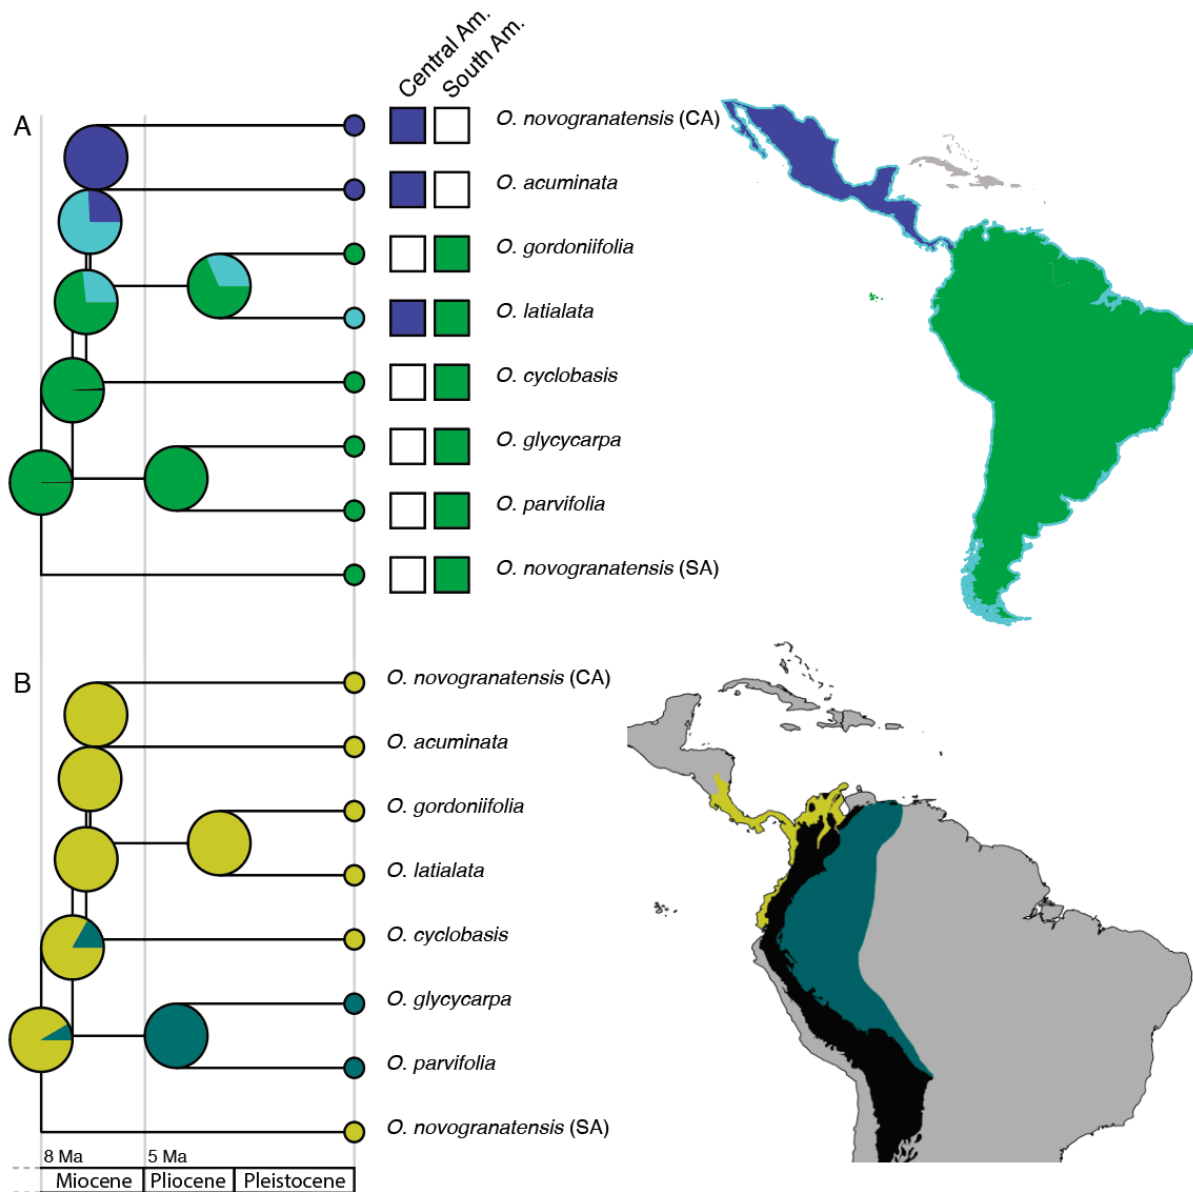 Central Am.
South Am.
A
O. novogranatensis (CA)
O. acuminata
O. gordoniifolia
O. latialata
O. cyclobasis
O. glycycarpa
O. parvifolia
O. novogranatensis (SA)
B
O. novogranatensis (CA)
O. acuminata
O. gordoniifolia
O. latialata
O. cyclobasis
O. glycycarpa
O. parvifolia
O. novogranatensis (SA)
8 Ma 5 Ma
Miocene Pliocene Pleistocene